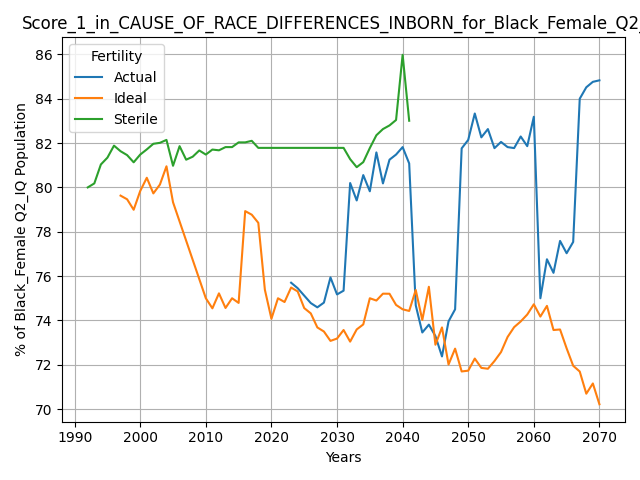 Score_1_in_CAUSE_OF_RACE_DIFFERENCES_INBORN_for_Black_Female_Q2_
Fertility
Actual
Ideal
Sterile
% of Black_Female Q2_IQ Population
86
84
82
80
78
76
74
72
70
1990 2000 2010 2020 2030 2040 2050 2060 2070
Years